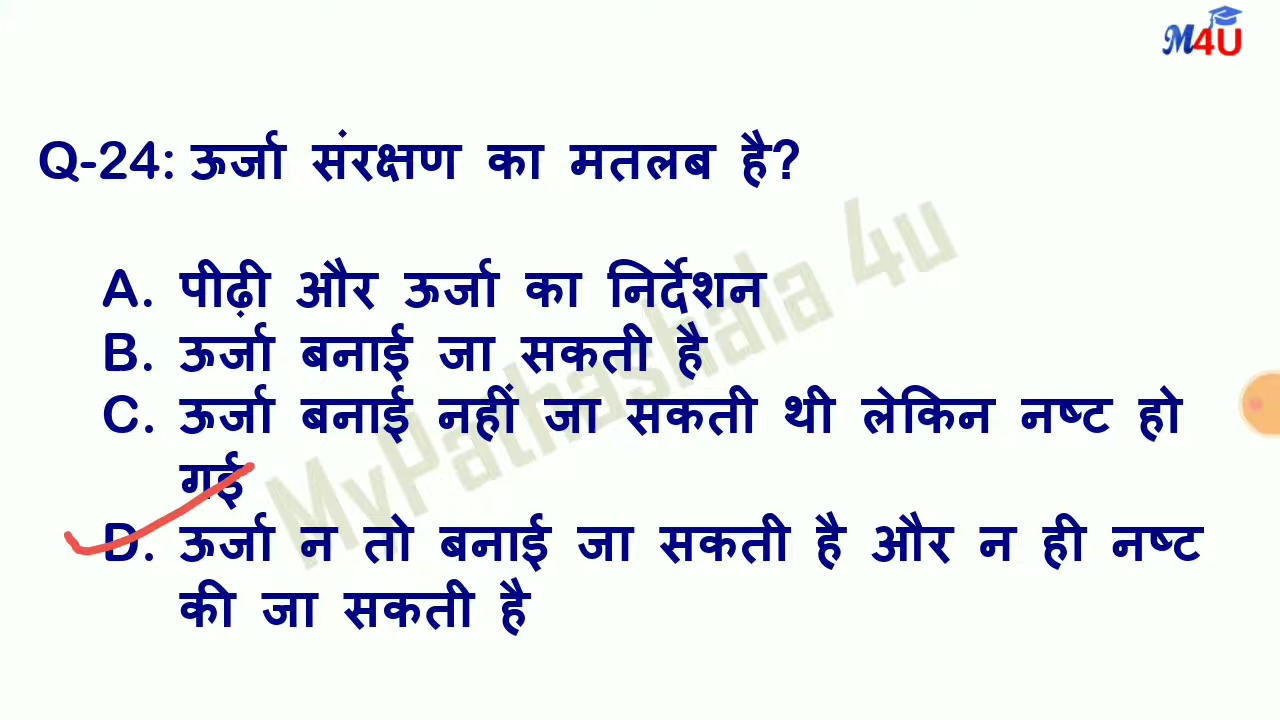 M4U
Q-24: ऊर्जा संरक्षण का मतलब है?
A. पीढ़ी और ऊर्जा का निर्देशन
B. ऊर्जा बनाई जा सकती है
C. ऊर्जा बनाई नहीं जा सकती थी लेकिन नष्ट हो
गई
D. ऊर्जा न तो बनाई जा सकती है और न ही नष्ट
की जा सकती है
MyPathashala 4u